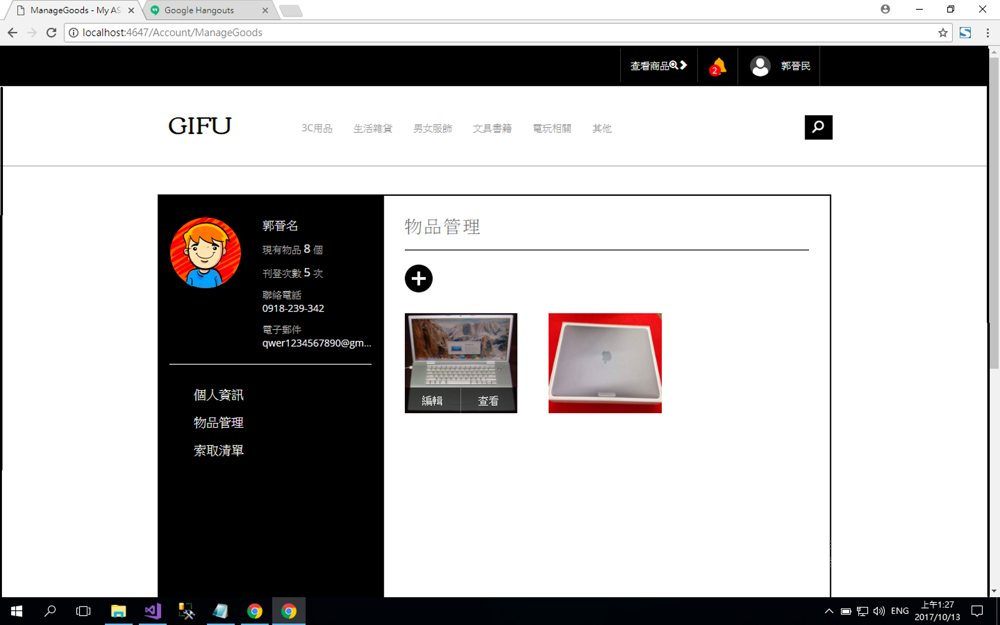 ManageGoods - My AS
Google Hangouts
localhost:4647/Account/ManageGoods
查看商品
2
郭晉民
GIFU
3C用品
生活雜貨
男女服飾
文具書籍
電玩相關
其他
郭晉名
現有物品 8 個
刊登次數 5 次
聯絡電話
0918-239-342
電子郵件
qwer1234567890@gm...
個人資訊
物品管理
索取清單
物品管理
編輯
查看
ENG
上午1:27
2017/10/13